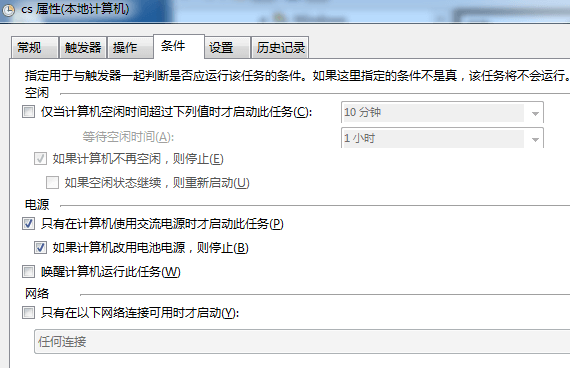 cs 属性(本地计算机)
常规 触发器 操作 条件 设置 历史记录
指定用于与触发器一起判断是否应运行该任务的条件。如果这里指定的条件不是真，该任务将不会运行。
空闲
仅当计算机空闲时间超过下列值时才启动此任务(C): 10 分钟
等待空闲时间(A): 1 小时
如果计算机不再空闲，则停止(E)
如果空闲状态继续，则重新启动(U)
电源
只有在计算机使用交流电源时才启动此任务(P)
如果计算机改用电池电源，则停止(B)
唤醒计算机运行此任务(W)
网络
只有在以下网络连接可用时才启动(Y):
任何连接